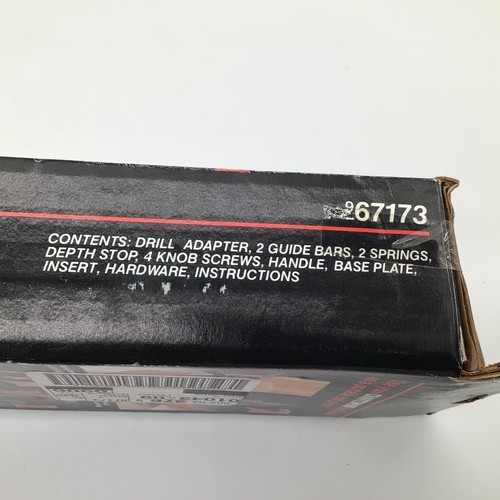 967173
CONTENTS: DRILL ADAPTER, 2 GUIDE BARS, 2 SPRINGS,
DEPTH STOP, 4 KNOB SCREWS, HANDLE, BASE PLATE,
INSERT, HARDWARE, INSTRUCTIONS